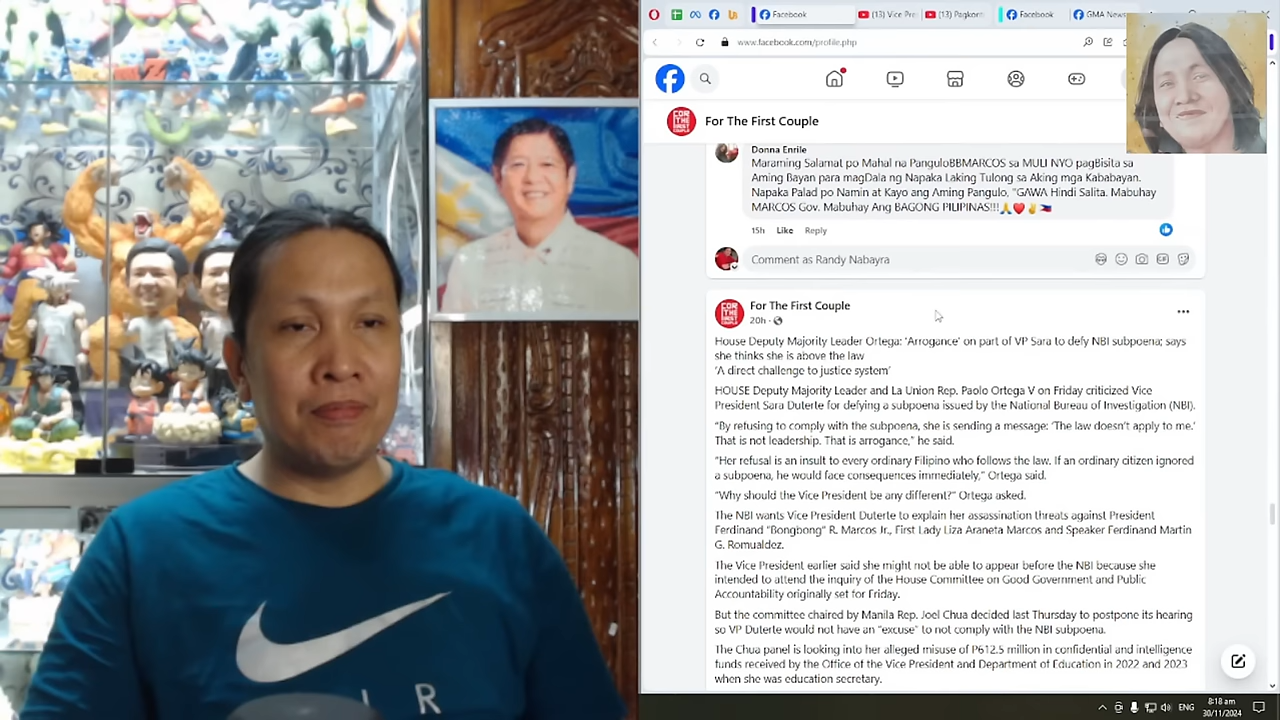 Facebook
(13) Vice Pre
(13) Pagkon
Facebook
GMA News
www.facebook.com/profile.php
For The First Couple
Donna Enrile
Maraming Salamat po Mahal na PanguloBBMARCOS sa MULI NYO pagBisita sa
Aming Bayan para magDala ng Napaka Laking Tulong sa Aking mga Kababayan.
Napaka Palad po Namin at Kayo ang Aming Pangulo, "GAWA Hindi Salita. Mabuhay
MARCOS Gov. Mabuhay Ang BAGONG PILIPINAS!!!🙏❤️✌️🇵🇭
15h Like Reply
Comment as Randy Nabayra
For The First Couple
20h
House Deputy Majority Leader Ortega: 'Arrogance' on part of VP Sara to defy NBI subpoena; says
she thinks she is above the law
'A direct challenge to justice system'
HOUSE Deputy Majority Leader and La Union Rep. Paolo Ortega V on Friday criticized Vice
President Sara Duterte for defying a subpoena issued by the National Bureau of Investigation (NBI).
"By refusing to comply with the subpoena, she is sending a message: 'The law doesn't apply to me.'
That is not leadership. That is arrogance," he said.
"Her refusal is an insult to every ordinary Filipino who follows the law. If an ordinary citizen ignored
a subpoena, he would face consequences immediately," Ortega said.
"Why should the Vice President be any different?" Ortega asked.
The NBI wants Vice President Duterte to explain her assassination threats against President
Ferdinand "Bongbong" R. Marcos Jr., First Lady Liza Araneta Marcos and Speaker Ferdinand Martin
G. Romualdez.
The Vice President earlier said she might not be able to appear before the NBI because she
intended to attend the inquiry of the House Committee on Good Government and Public
Accountability originally set for Friday.
But the committee chaired by Manila Rep. Joel Chua decided last Thursday to postpone its hearing
so VP Duterte would not have an "excuse" to not comply with the NBI subpoena.
The Chua panel is looking into her alleged misuse of P612.5 million in confidential and intelligence
funds received by the Office of the Vice President and Department of Education in 2022 and 2023
when she was education secretary.
ENG
8:18 am
30/11/2024